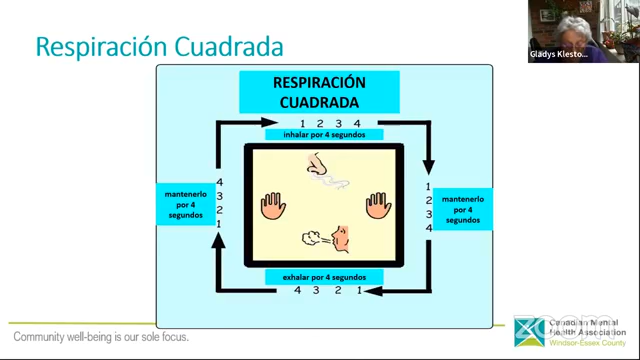 Respiración Cuadrada
Gladys Klesto...
RESPIRACIÓN
CUADRADA
1 2 3 4
inhalar por 4 segundos
4
3
2
1
mantenerlo
por 4
segundos
1
2
3
4
mantenerlo
por 4
segundos
exhalar por 4 segundos
4 3 2 1
Community well-being is our sole focus.
Canadian Mental
Health Association
Windsor-Essex County
zoom